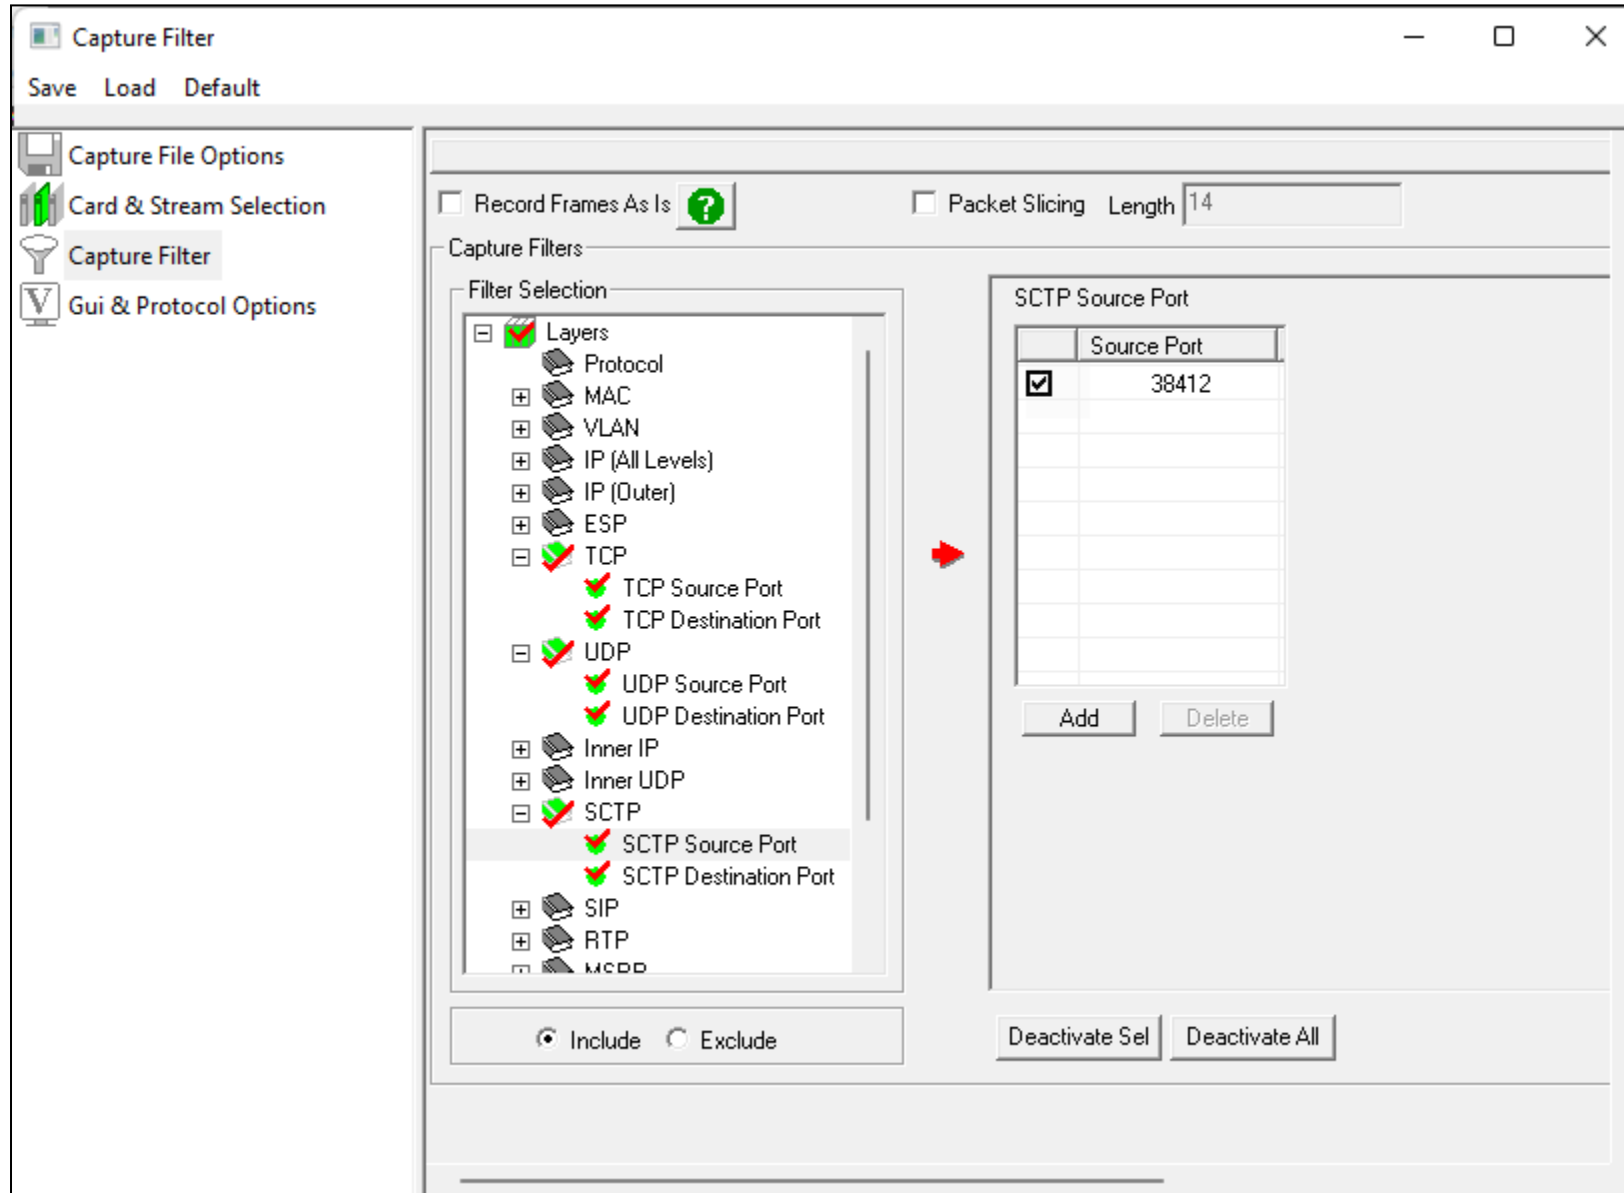 Capture Filter
Save Load Default
Capture File Options
Card & Stream Selection
Capture Filter
Gui & Protocol Options
Record Frames As Is ? Packet Slicing Length 14
Capture Filters
Filter Selection
Layers
Protocol
MAC
VLAN
IP (All Levels)
IP (Outer)
ESP
TCP
TCP Source Port
TCP Destination Port
UDP
UDP Source Port
UDP Destination Port
Inner IP
Inner UDP
SCTP
SCTP Source Port
SCTP Destination Port
SIP
RTP
MSRP
Include Exclude
SCTP Source Port
Source Port
38412
Add Delete
Deactivate Sel Deactivate All